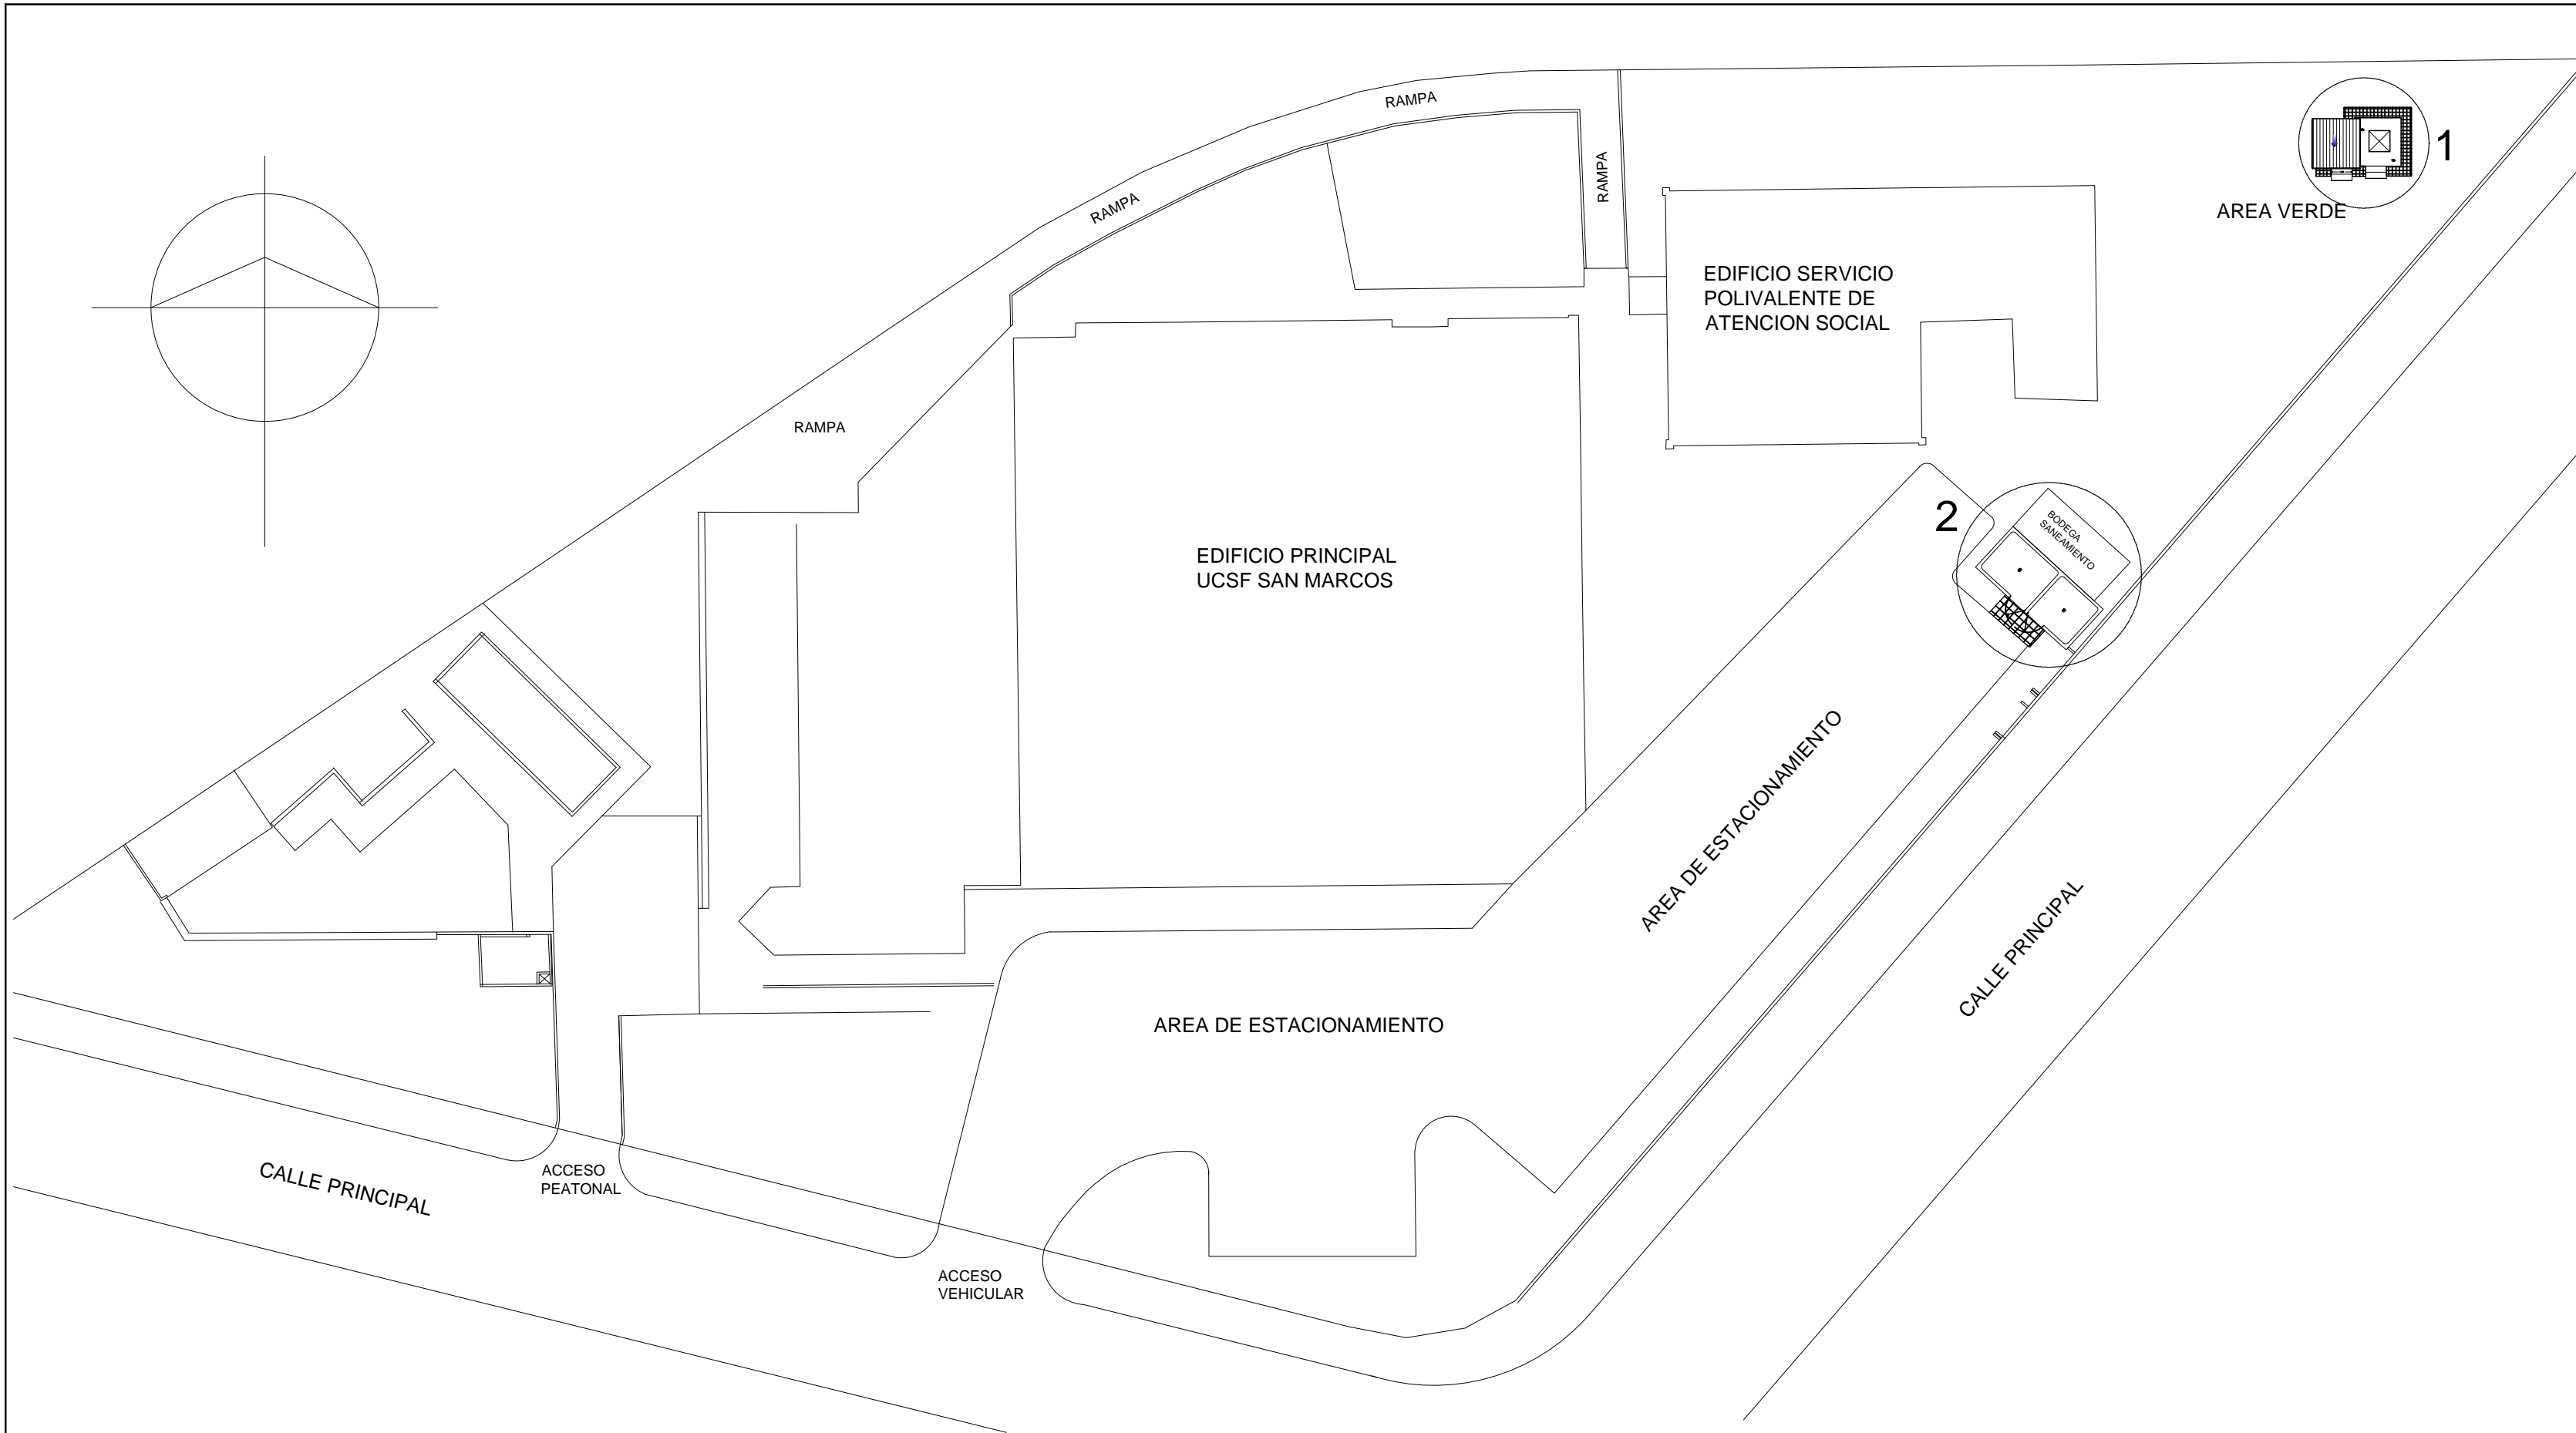 RAMPA
1
RAMPA
RAMPA
AREA VERDE
EDIFICIO SERVICIO
POLIVALENTE DE
ATENCION SOCIAL
RAMPA
2
BODEGA
SANEAMIENTO
EDIFICIO PRINCIPAL
UCSF SAN MARCOS
AREA DE ESTACIONAMIENTO
CALLE PRINCIPAL
AREA DE ESTACIONAMIENTO
CALLE PRINCIPAL
ACCESO
PEATONAL
ACCESO
VEHICULAR